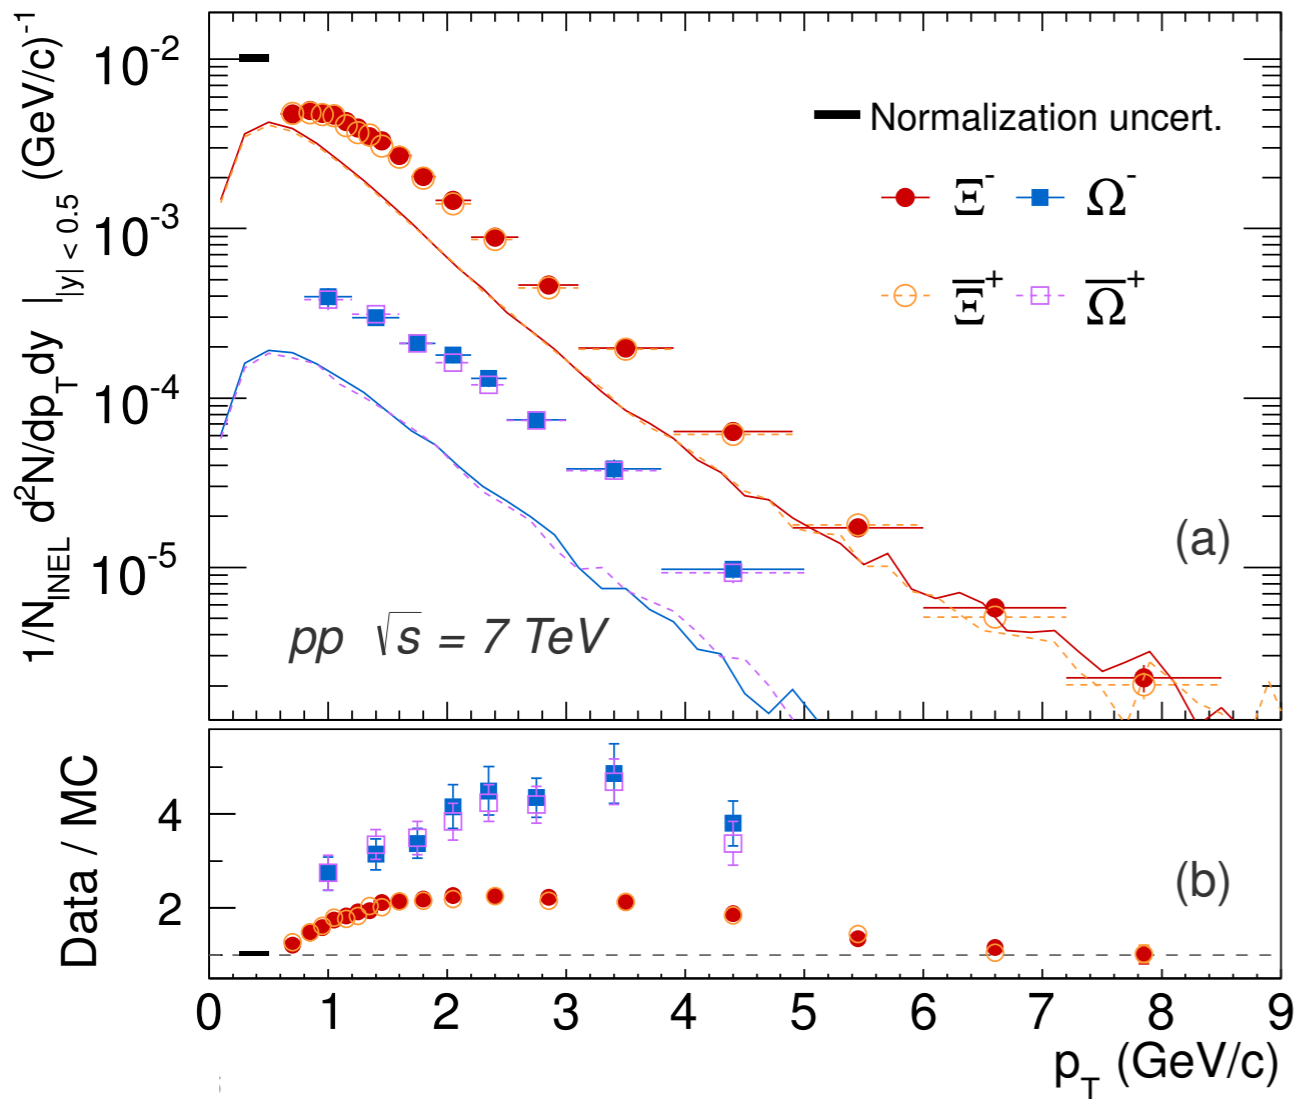 1/N_INEL d²N/dp_T dy |_|y| < 0.5 (GeV/c)⁻¹
10⁻²
10⁻³
10⁻⁴
10⁻⁵
Normalization uncert.
Ξ⁻ Ω⁻
Ξ̅⁺ Ω̅⁺
(a)
pp √s = 7 TeV
Data / MC
4
2
(b)
0 1 2 3 4 5 6 7 8 9
p_T (GeV/c)